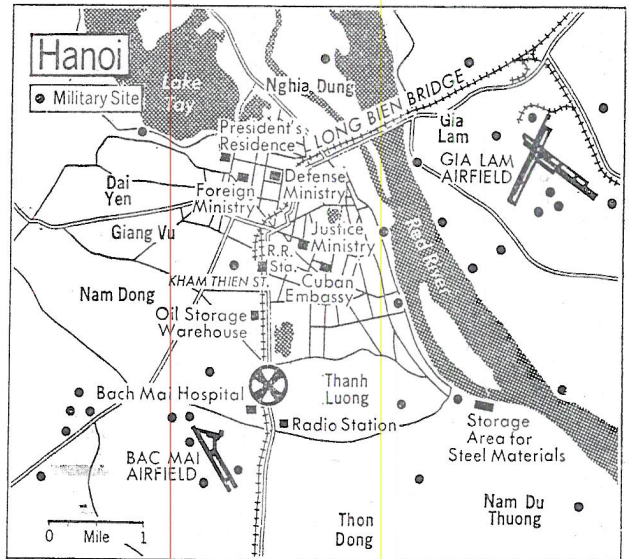 Hanoi
Military Site
Lake
Nghia Dung
LONG BIEN BRIDGE
Gia
Lam
GIA LAM
AIRFIELD
President's
Residence
Defense
Ministry
Foreign
Ministry
Dai
Yen
Giang Vu
Justice
Ministry
Red River
R.R.
Sta.
KHAM THIEN ST.
Cuban
Embassy
Nam Dong
Oil Storage
Warehouse
Bach Mai Hospital
Thanh
Luong
Radio Station
Storage
Area for
Steel Materials
BAC MAI
AIRFIELD
Nam Du
Thuong
Thon
Dong
0 Mile 1